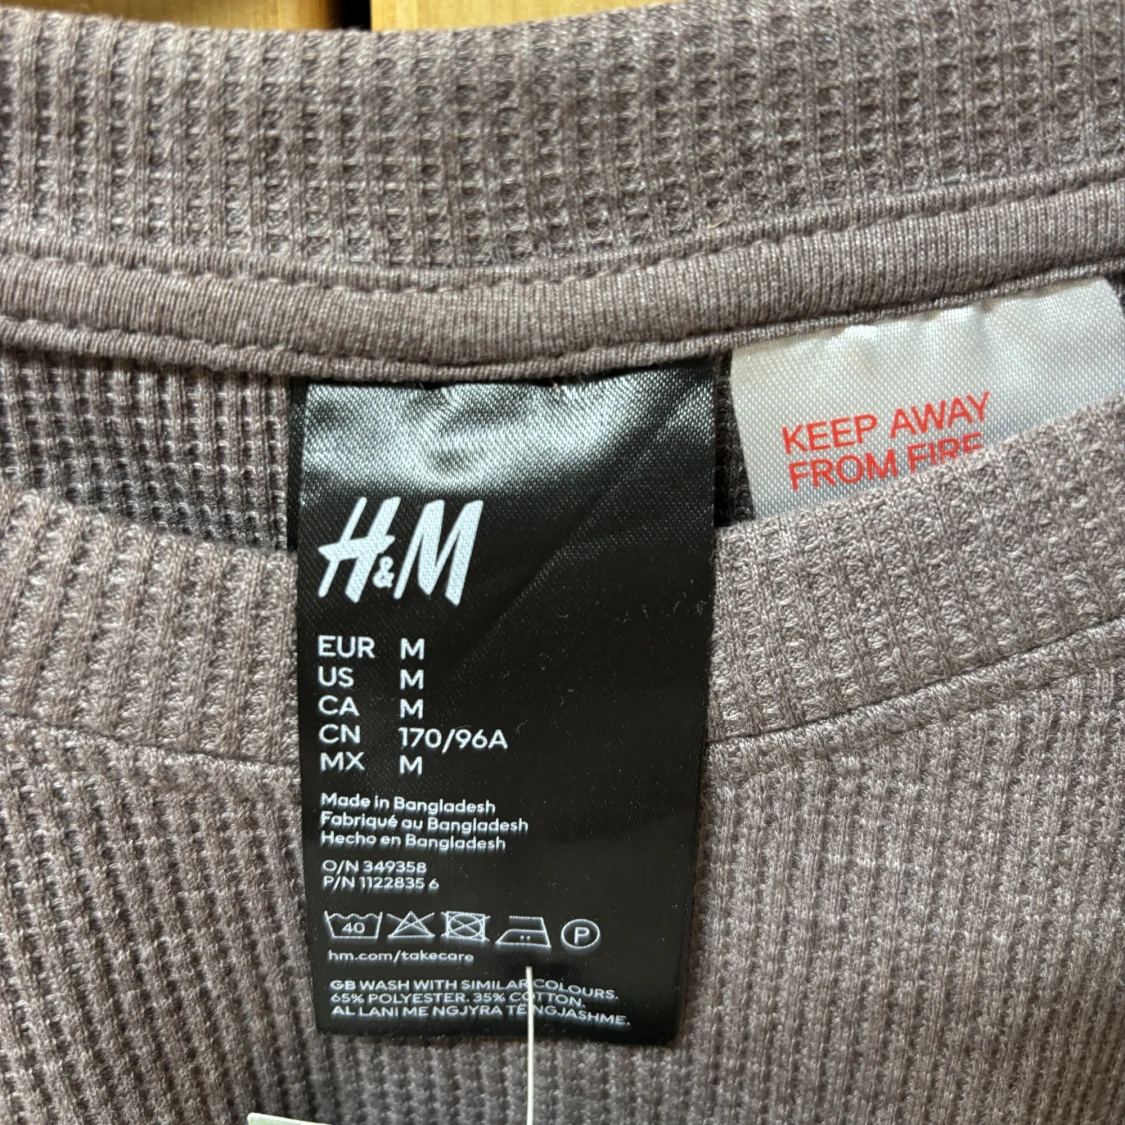 KEEP AWAY
FROM FIRE
H&M
EUR M
US M
CA M
CN 170/96A
MX M
Made in Bangladesh
Fabriqué au Bangladesh
Hecho en Bangladesh
O/N 349358
P/N 1122835 6
40 P
hm.com/takecare
GB WASH WITH SIMILAR COLOURS.
65% POLYESTER. 35% COTTON.
AL LANI ME NGJYRA TË NGJASHME.